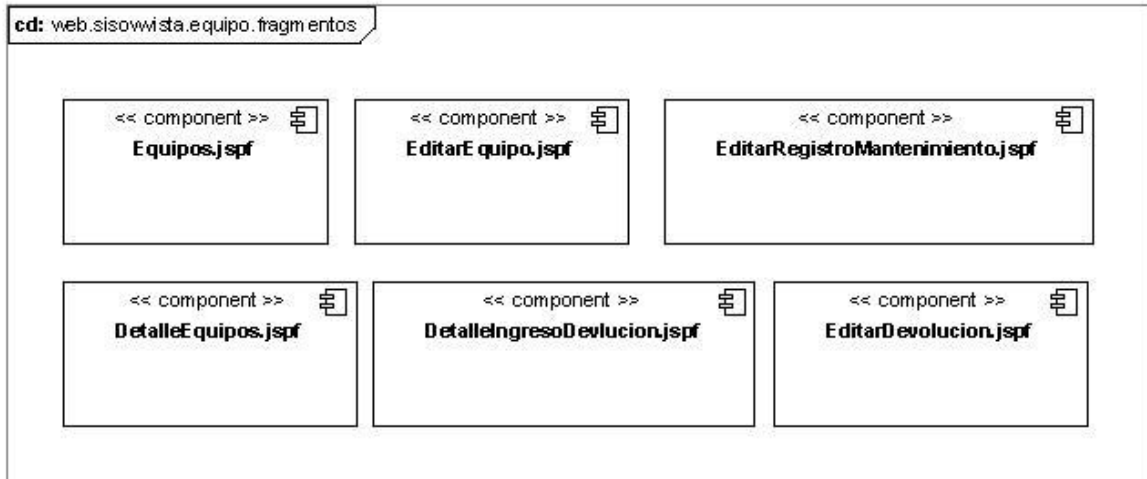 cd: web.sisowvista.equipo.fragmentos
<< component >>
Equipos.jspf
<< component >>
EditarEquipo.jspf
<< component >>
EditarRegistroMantenimiento.jspf
<< component >>
DetalleEquipos.jspf
<< component >>
DetalleIngresoDevlucion.jspf
<< component >>
EditarDevolucion.jspf